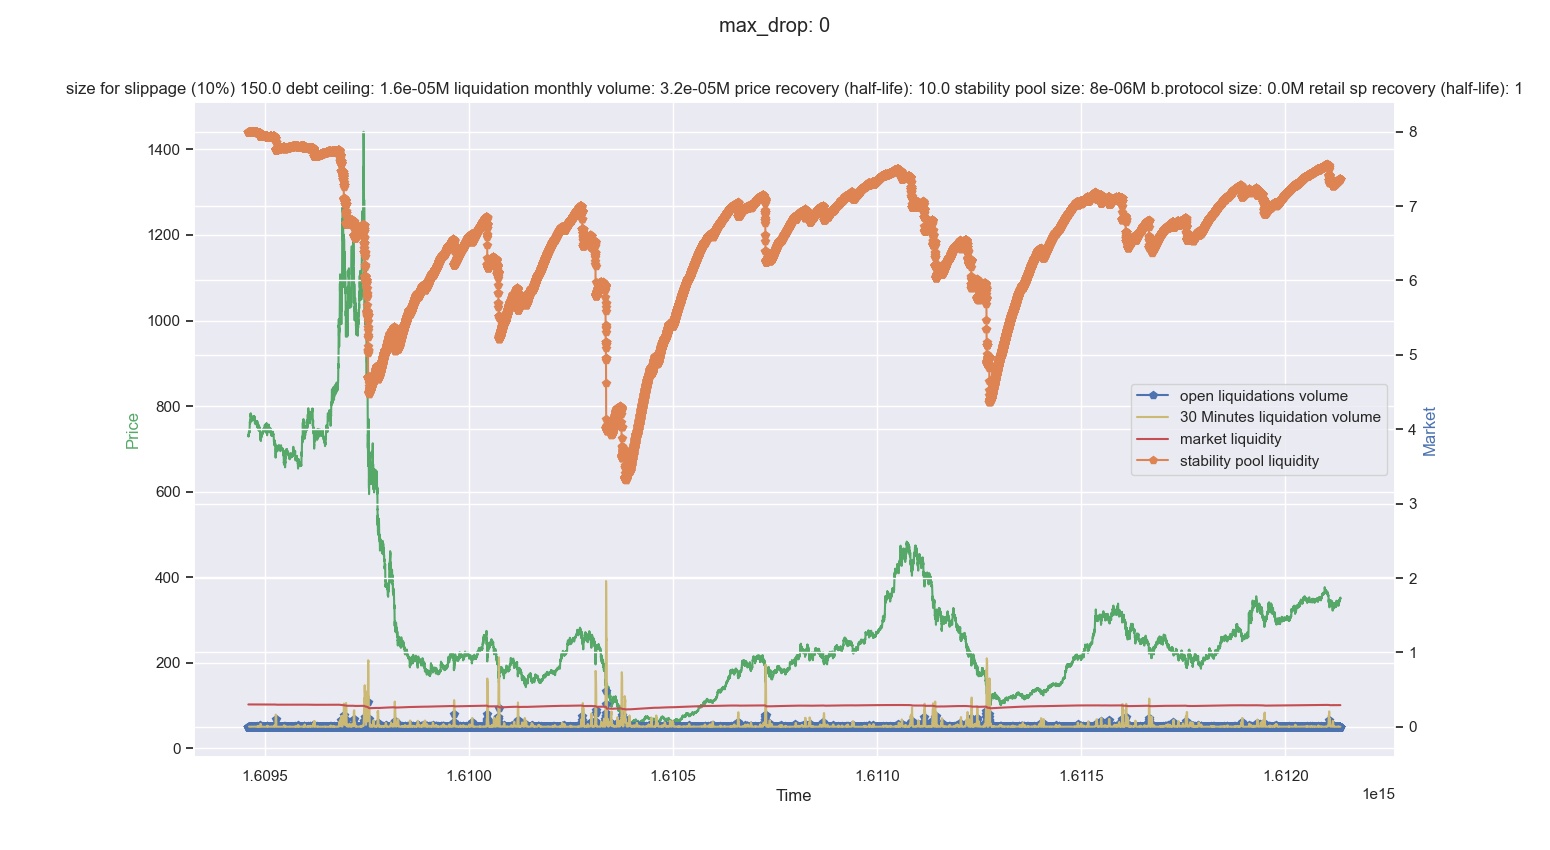 max_drop: 0
size for slippage (10%) 150.0 debt ceiling: 1.6e-05M liquidation monthly volume: 3.2e-05M price recovery (half-life): 10.0 stability pool size: 8e-06M b.protocol size: 0.0M retail sp recovery (half-life): 1
1400
1200
1000
800
600
400
200
0
Price
8
7
6
5
4
3
2
1
0
Market
open liquidations volume
30 Minutes liquidation volume
market liquidity
stability pool liquidity
1.6095 1.6100 1.6105 1.6110 1.6115 1.6120
Time
1e15